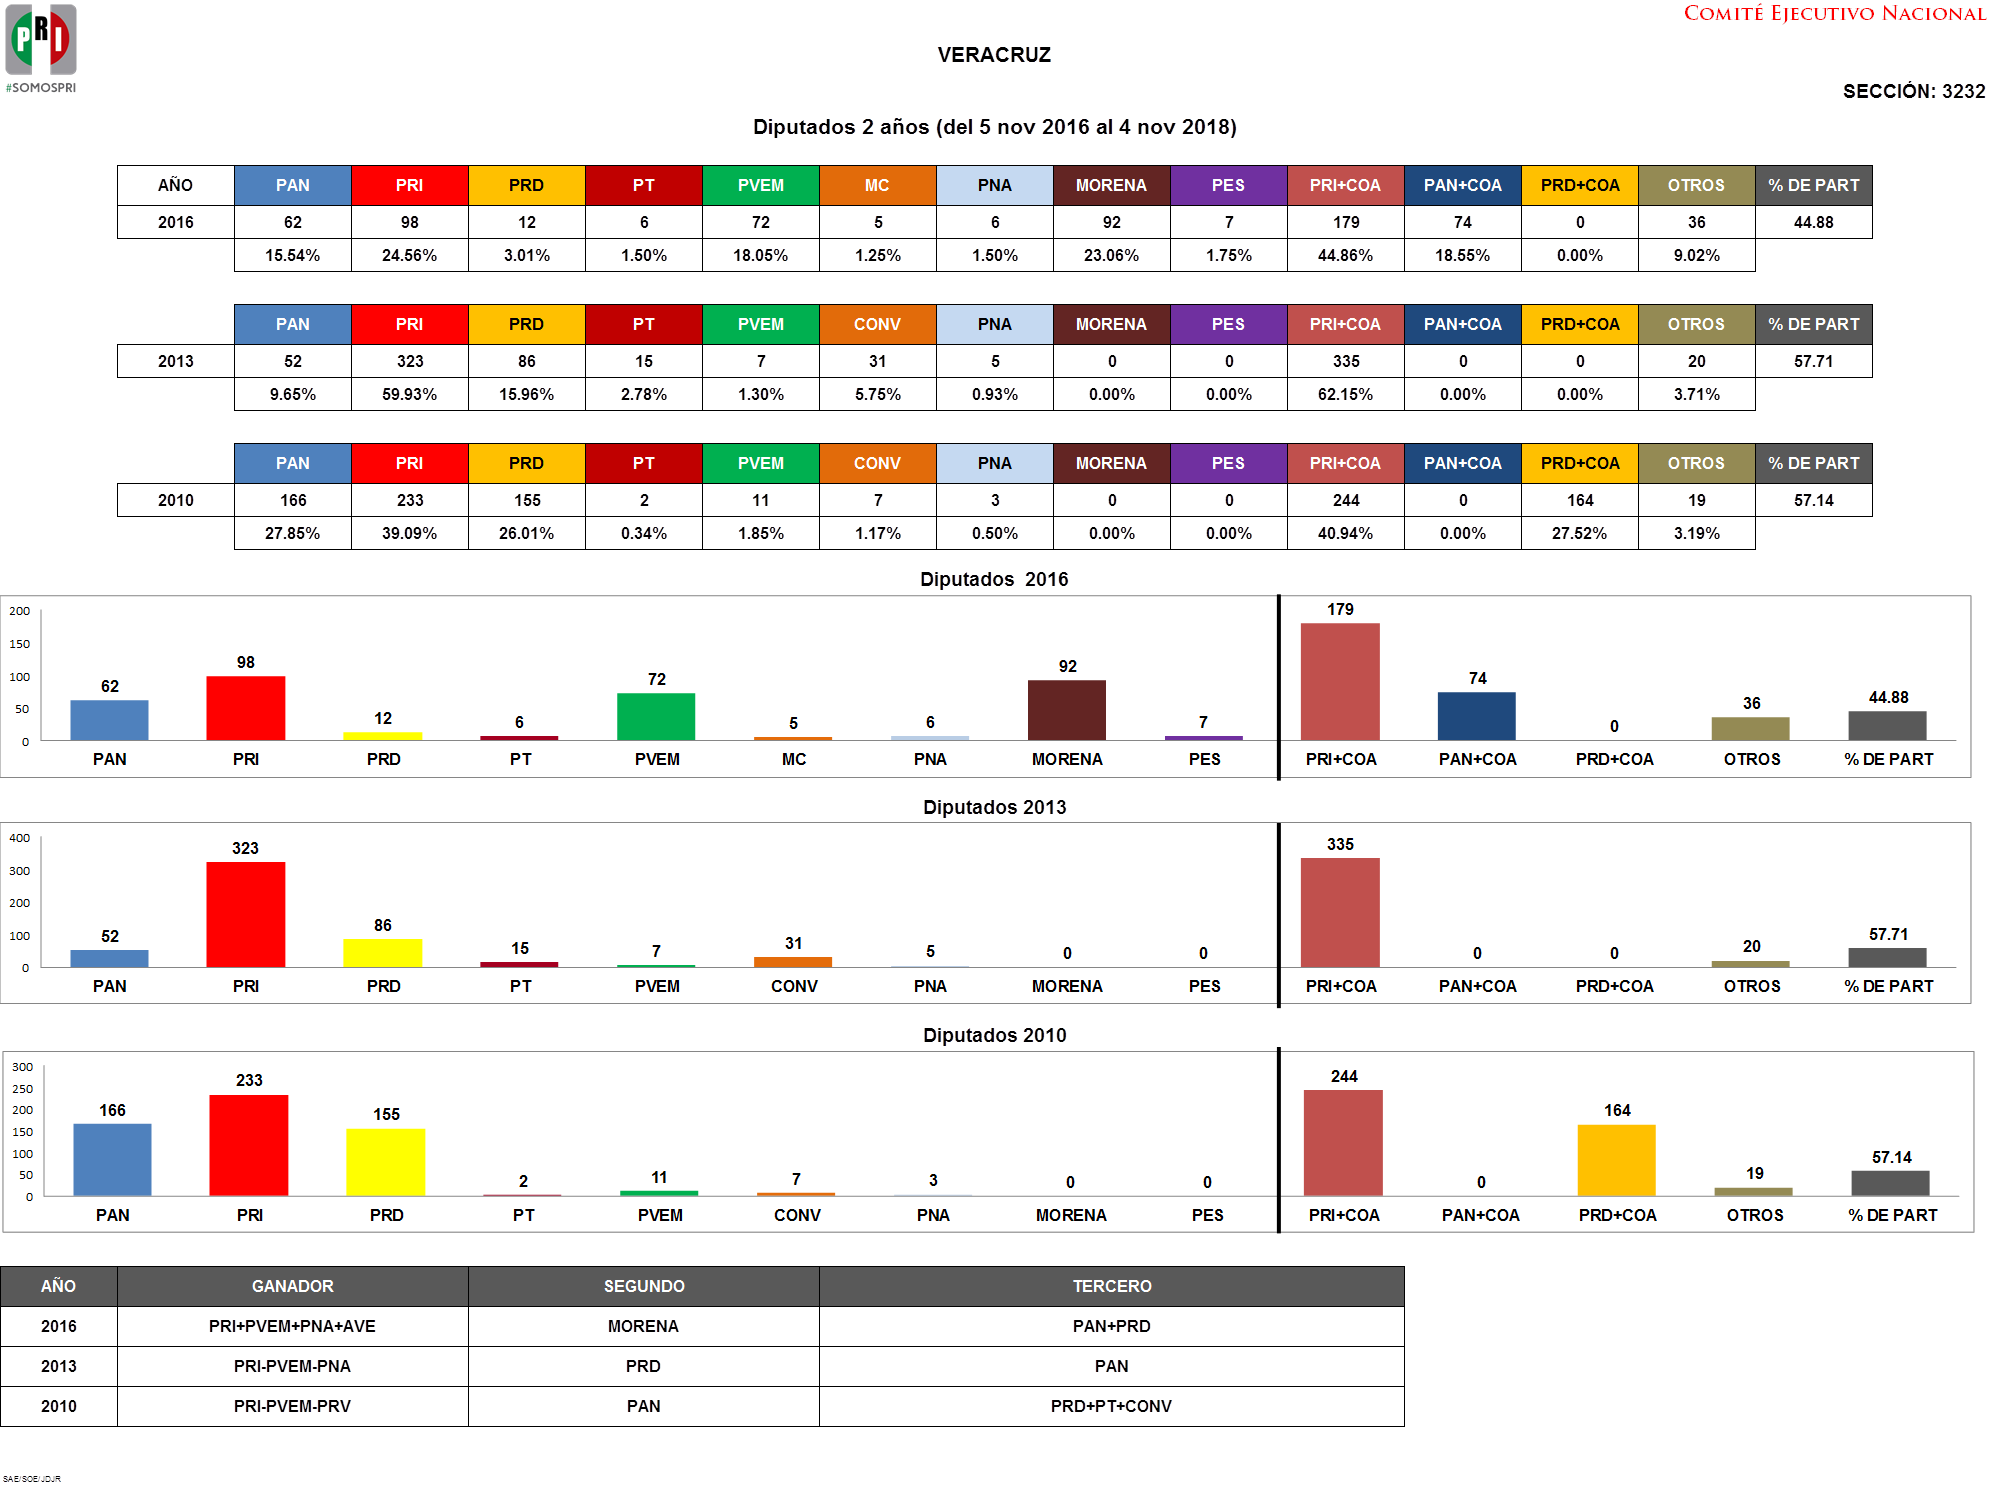 PRI
#SOMOSPRI
COMITÉ EJECUTIVO NACIONAL
VERACRUZ
SECCIÓN: 3232
Diputados 2 años (del 5 nov 2016 al 4 nov 2018)
AÑO PAN PRI PRD PT PVEM MC PNA MORENA PES PRI+COA PAN+COA PRD+COA OTROS % DE PART
2016 62 98 12 6 72 5 6 92 7 179 74 0 36 44.88
15.54% 24.56% 3.01% 1.50% 18.05% 1.25% 1.50% 23.06% 1.75% 44.86% 18.55% 0.00% 9.02%
PAN PRI PRD PT PVEM CONV PNA MORENA PES PRI+COA PAN+COA PRD+COA OTROS % DE PART
2013 52 323 86 15 7 31 5 0 0 335 0 0 20 57.71
9.65% 59.93% 15.96% 2.78% 1.30% 5.75% 0.93% 0.00% 0.00% 62.15% 0.00% 0.00% 3.71%
PAN PRI PRD PT PVEM CONV PNA MORENA PES PRI+COA PAN+COA PRD+COA OTROS % DE PART
2010 166 233 155 2 11 7 3 0 0 244 0 164 19 57.14
27.85% 39.09% 26.01% 0.34% 1.85% 1.17% 0.50% 0.00% 0.00% 40.94% 0.00% 27.52% 3.19%
Diputados 2016
200
150
100
50
0
62 98 12 6 72 5 6 92 7 179 74 0 36 44.88
PAN PRI PRD PT PVEM MC PNA MORENA PES PRI+COA PAN+COA PRD+COA OTROS % DE PART
Diputados 2013
400
300
200
100
0
52 323 86 15 7 31 5 0 0 335 0 0 20 57.71
PAN PRI PRD PT PVEM CONV PNA MORENA PES PRI+COA PAN+COA PRD+COA OTROS % DE PART
Diputados 2010
300
250
200
150
100
50
0
166 233 155 2 11 7 3 0 0 244 0 164 19 57.14
PAN PRI PRD PT PVEM CONV PNA MORENA PES PRI+COA PAN+COA PRD+COA OTROS % DE PART
AÑO GANADOR SEGUNDO TERCERO
2016 PRI+PVEM+PNA+AVE MORENA PAN+PRD
2013 PRI-PVEM-PNA PRD PAN
2010 PRI-PVEM-PRV PAN PRD+PT+CONV
SAE/SOE/JDJR